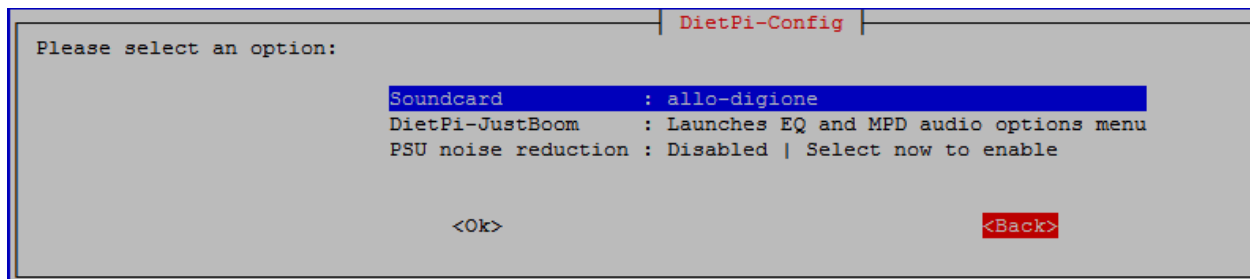 DietPi-Config
Please select an option:
Soundcard : allo-digione
DietPi-JustBoom : Launches EQ and MPD audio options menu
PSU noise reduction : Disabled | Select now to enable
<Ok> <Back>